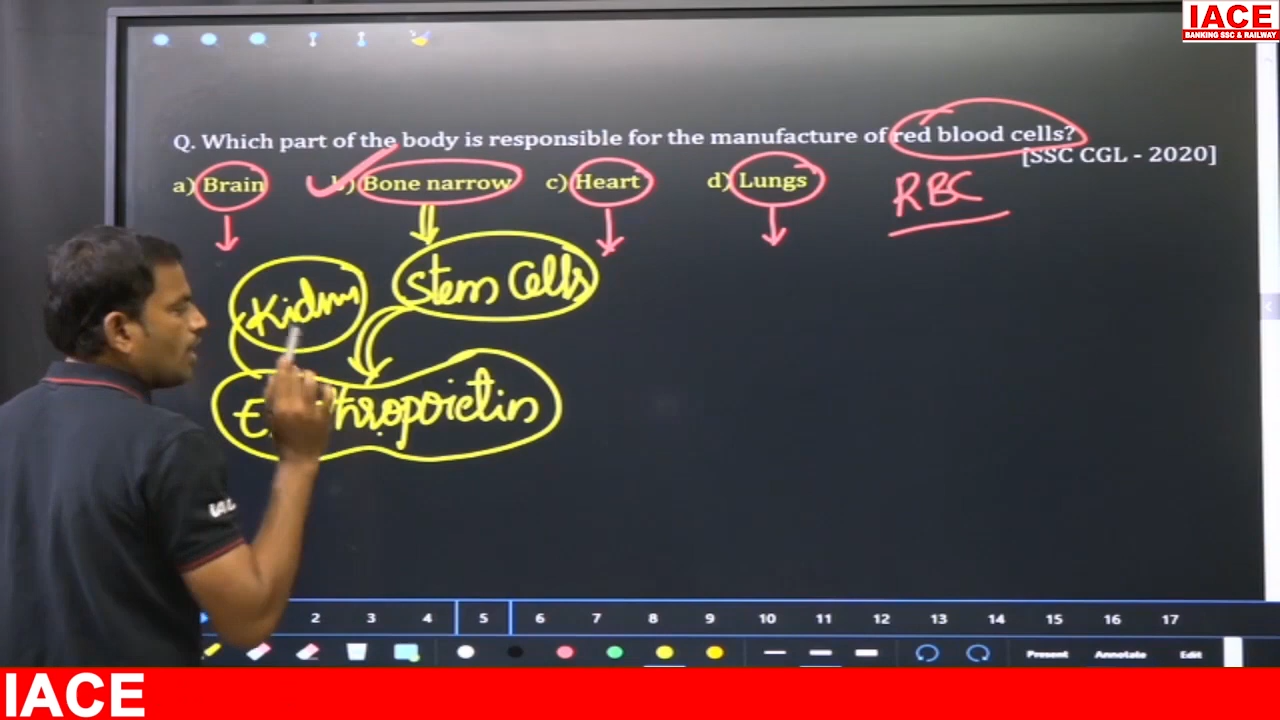 IACE
BANKING SSC & RAILWAY
Q. Which part of the body is responsible for the manufacture of red blood cells?
[SSC CGL - 2020]
a) Brain b) Bone narrow c) Heart d) Lungs
RBC
Stem Cells
IACE
2 3 4 5 6 7 8 9 10 11 12 13 14 15 16 17
Present Annotate Edit
IACE